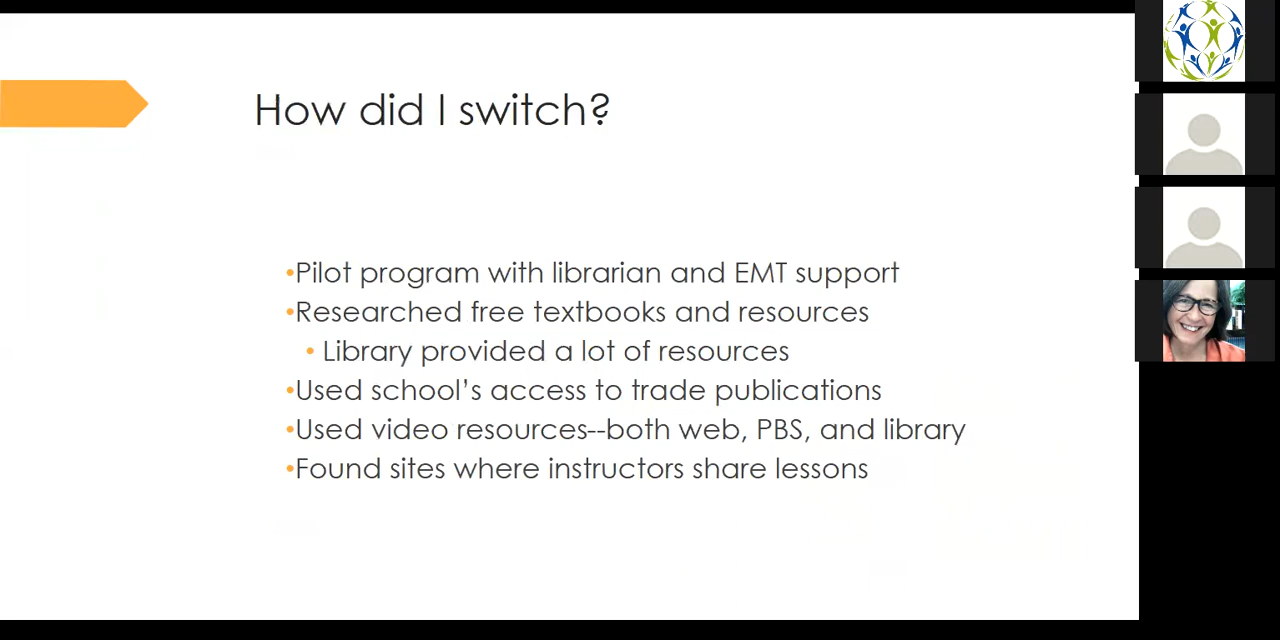 How did I switch?
•Pilot program with librarian and EMT support
•Researched free textbooks and resources
• Library provided a lot of resources
•Used school's access to trade publications
•Used video resources--both web, PBS, and library
•Found sites where instructors share lessons